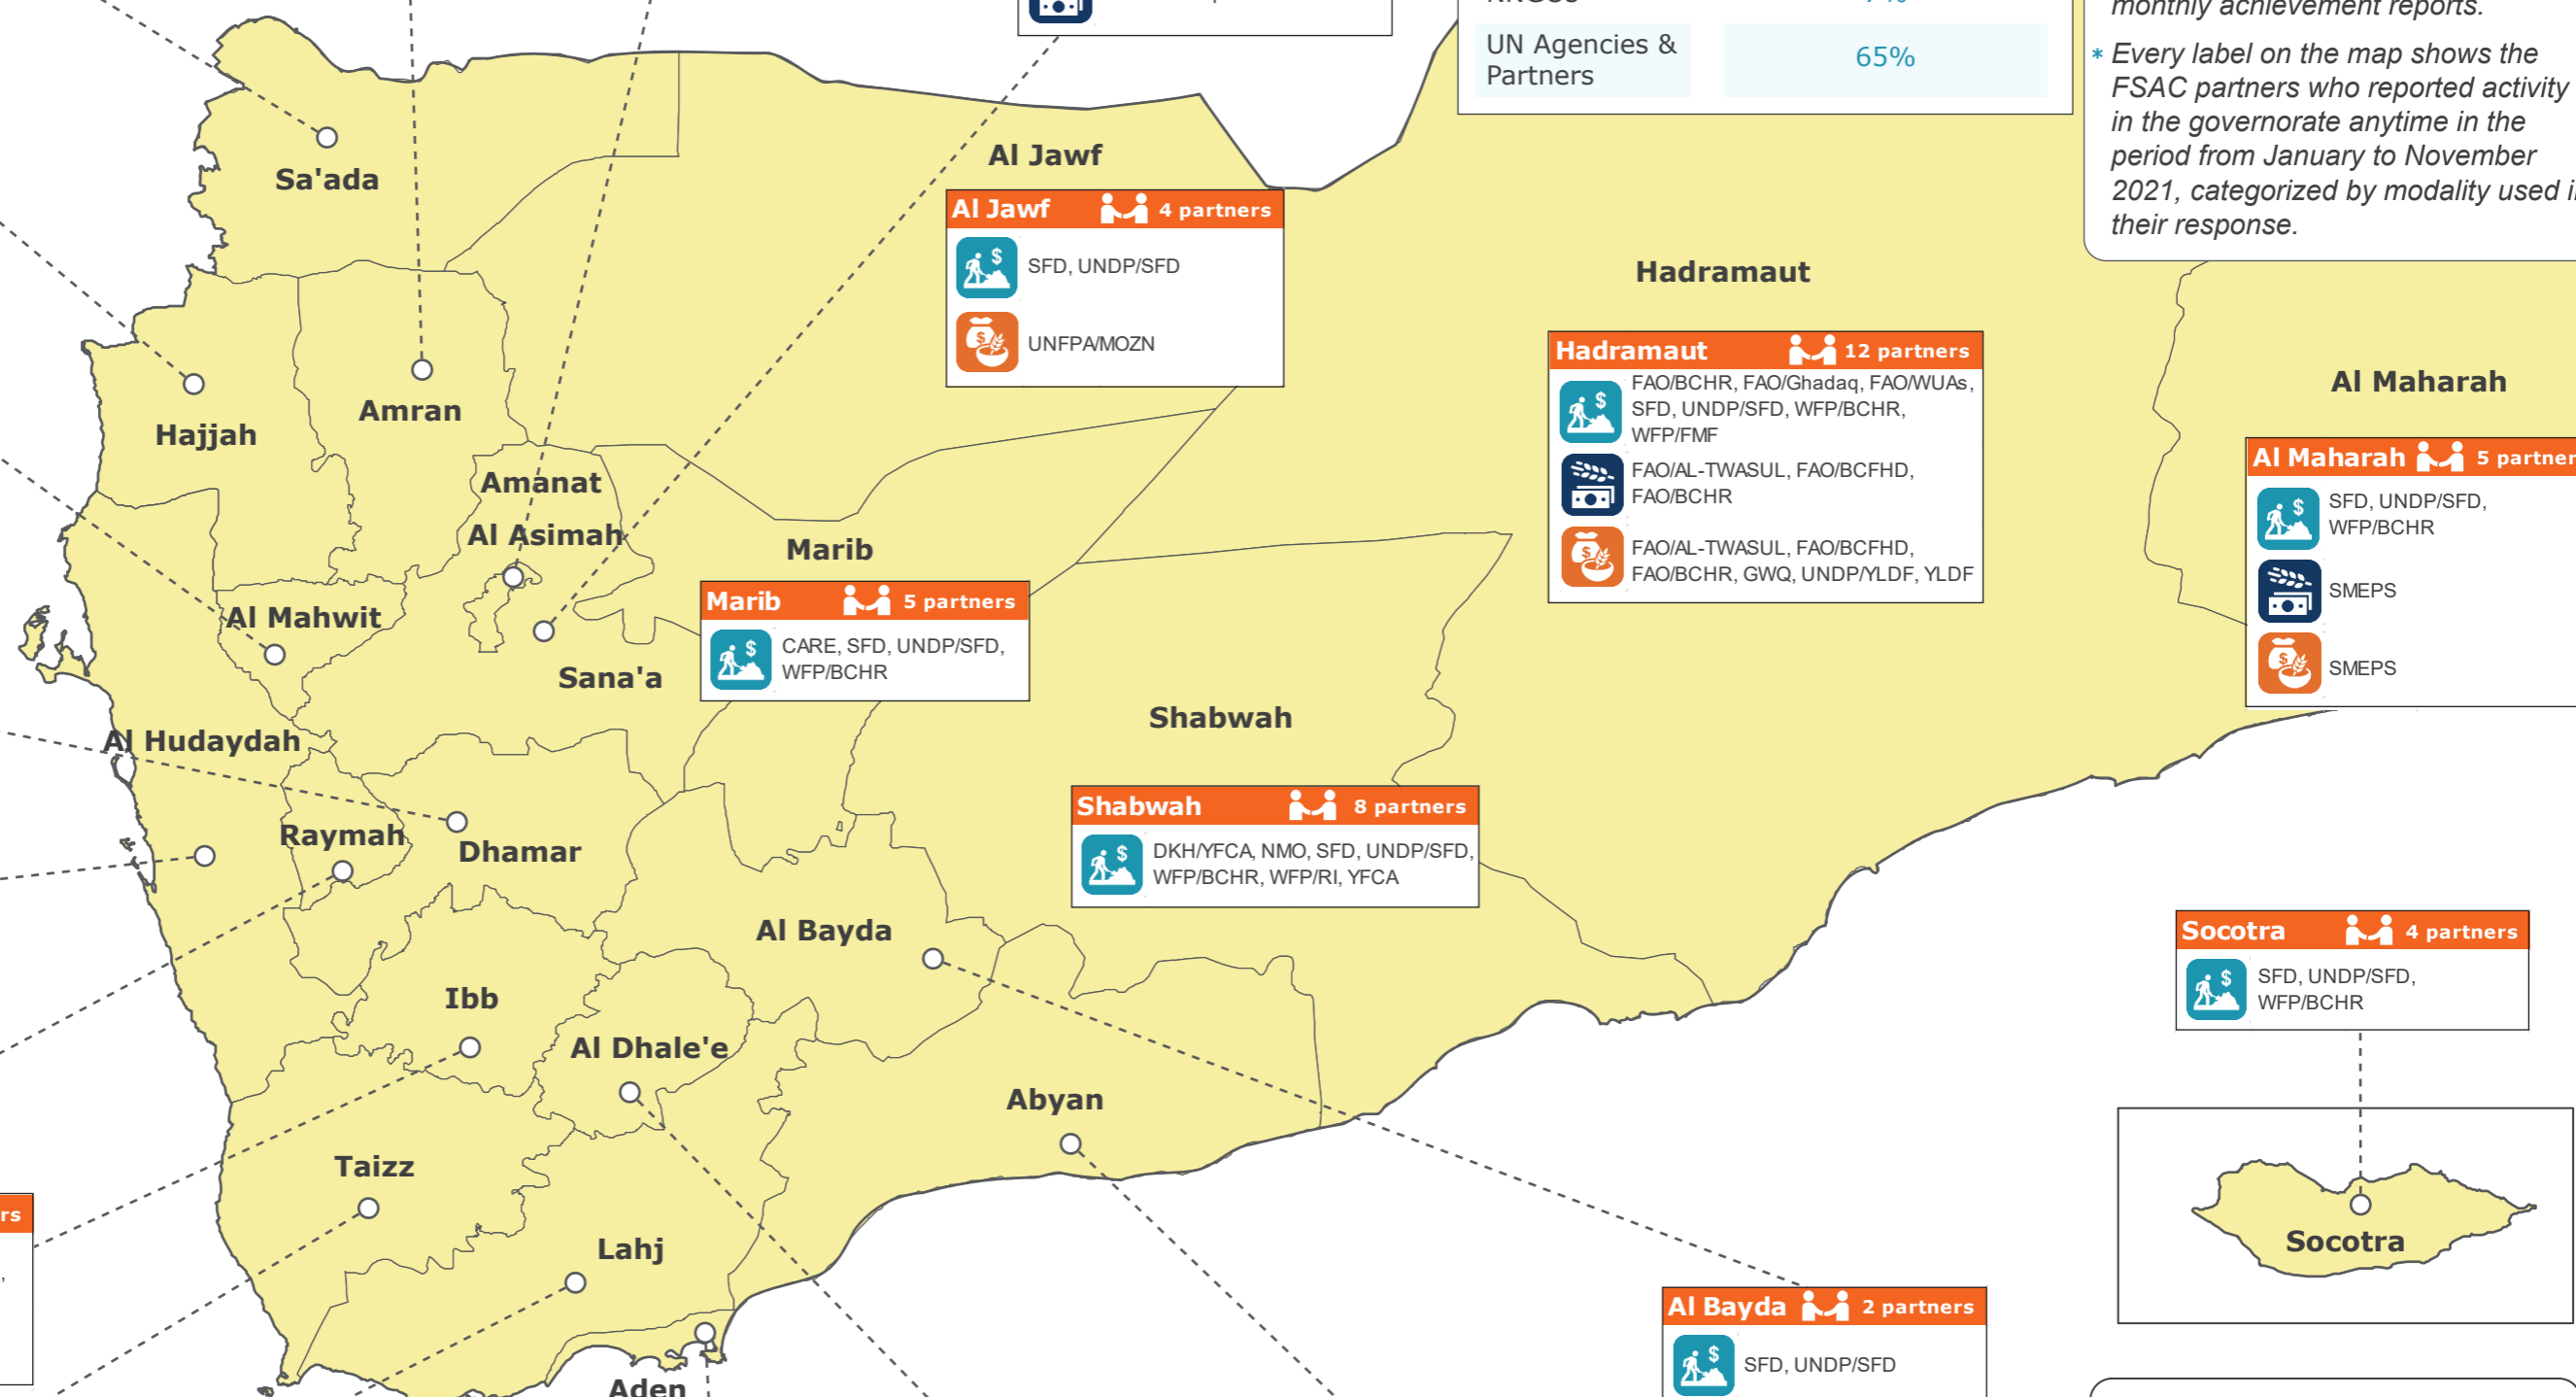 UN Agencies &
Partners
65%
monthly achievement reports.
* Every label on the map shows the
FSAC partners who reported activity
in the governorate anytime in the
period from January to November
2021, categorized by modality used
their response.
Sa'ada
Al Jawf
Al Jawf 4 partners
SFD, UNDP/SFD
UNFPA/MOZN
Hadramaut
Hadramaut 12 partners
FAO/BCHR, FAO/Ghadaq, FAO/WUAs,
SFD, UNDP/SFD, WFP/BCHR,
WFP/FMF
FAO/AL-TWASUL, FAO/BCFHD,
FAO/BCHR
FAO/AL-TWASUL, FAO/BCFHD,
FAO/BCHR, GWQ, UNDP/YLDF, YLDF
Al Maharah
Al Maharah 5 partner
SFD, UNDP/SFD,
WFP/BCHR
SMEPS
SMEPS
Hajjah
Amran
Amanat
Al Asimah
Marib
Marib 5 partners
CARE, SFD, UNDP/SFD,
WFP/BCHR
Al Mahwit
Sana'a
Al Hudaydah
Shabwah
Shabwah 8 partners
DKH/YFCA, NMO, SFD, UNDP/SFD,
WFP/BCHR, WFP/RI, YFCA
Raymah
Dhamar
Al Bayda
Socotra 4 partners
SFD, UNDP/SFD,
WFP/BCHR
Ibb
Al Dhale'e
Abyan
Taizz
rs
Lahj
Socotra
Al Bayda 2 partners
SFD, UNDP/SFD
Aden